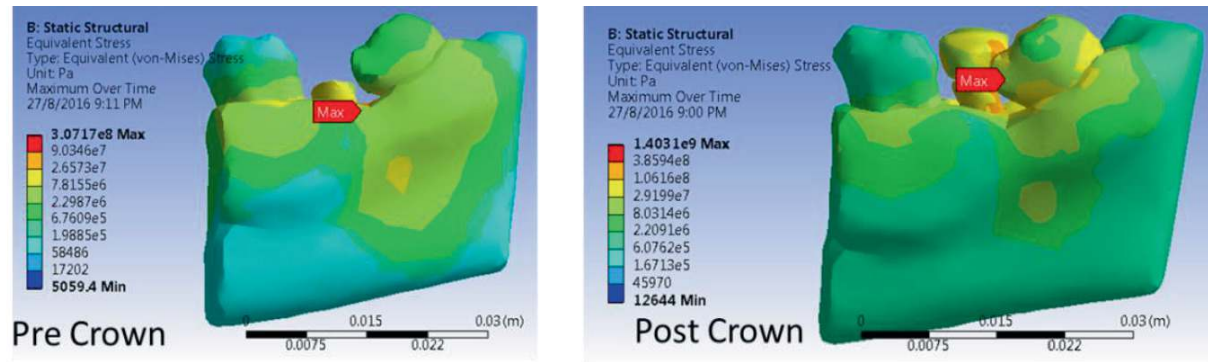 B: Static Structural
Equivalent Stress
Type: Equivalent (von-Mises) Stress
Unit: Pa
Maximum Over Time
27/8/2016 9:11 PM
3.0717e8 Max
9.0346e7
2.6573e7
7.8155e6
2.2987e6
6.7609e5
1.9885e5
58486
17202
5059.4 Min
Max
Pre Crown
0
0.015
0.03 (m)
0.0075
0.022
B: Static Structural
Equivalent Stress
Type: Equivalent (von-Mises) Stress
Unit: Pa
Maximum Over Time
27/8/2016 9:00 PM
1.4031e9 Max
3.8594e8
1.0616e8
2.9199e7
8.0314e6
2.2091e6
6.0762e5
1.6713e5
45970
12644 Min
Max
Post Crown
0
0.015
0.03 (m)
0.0075
0.022